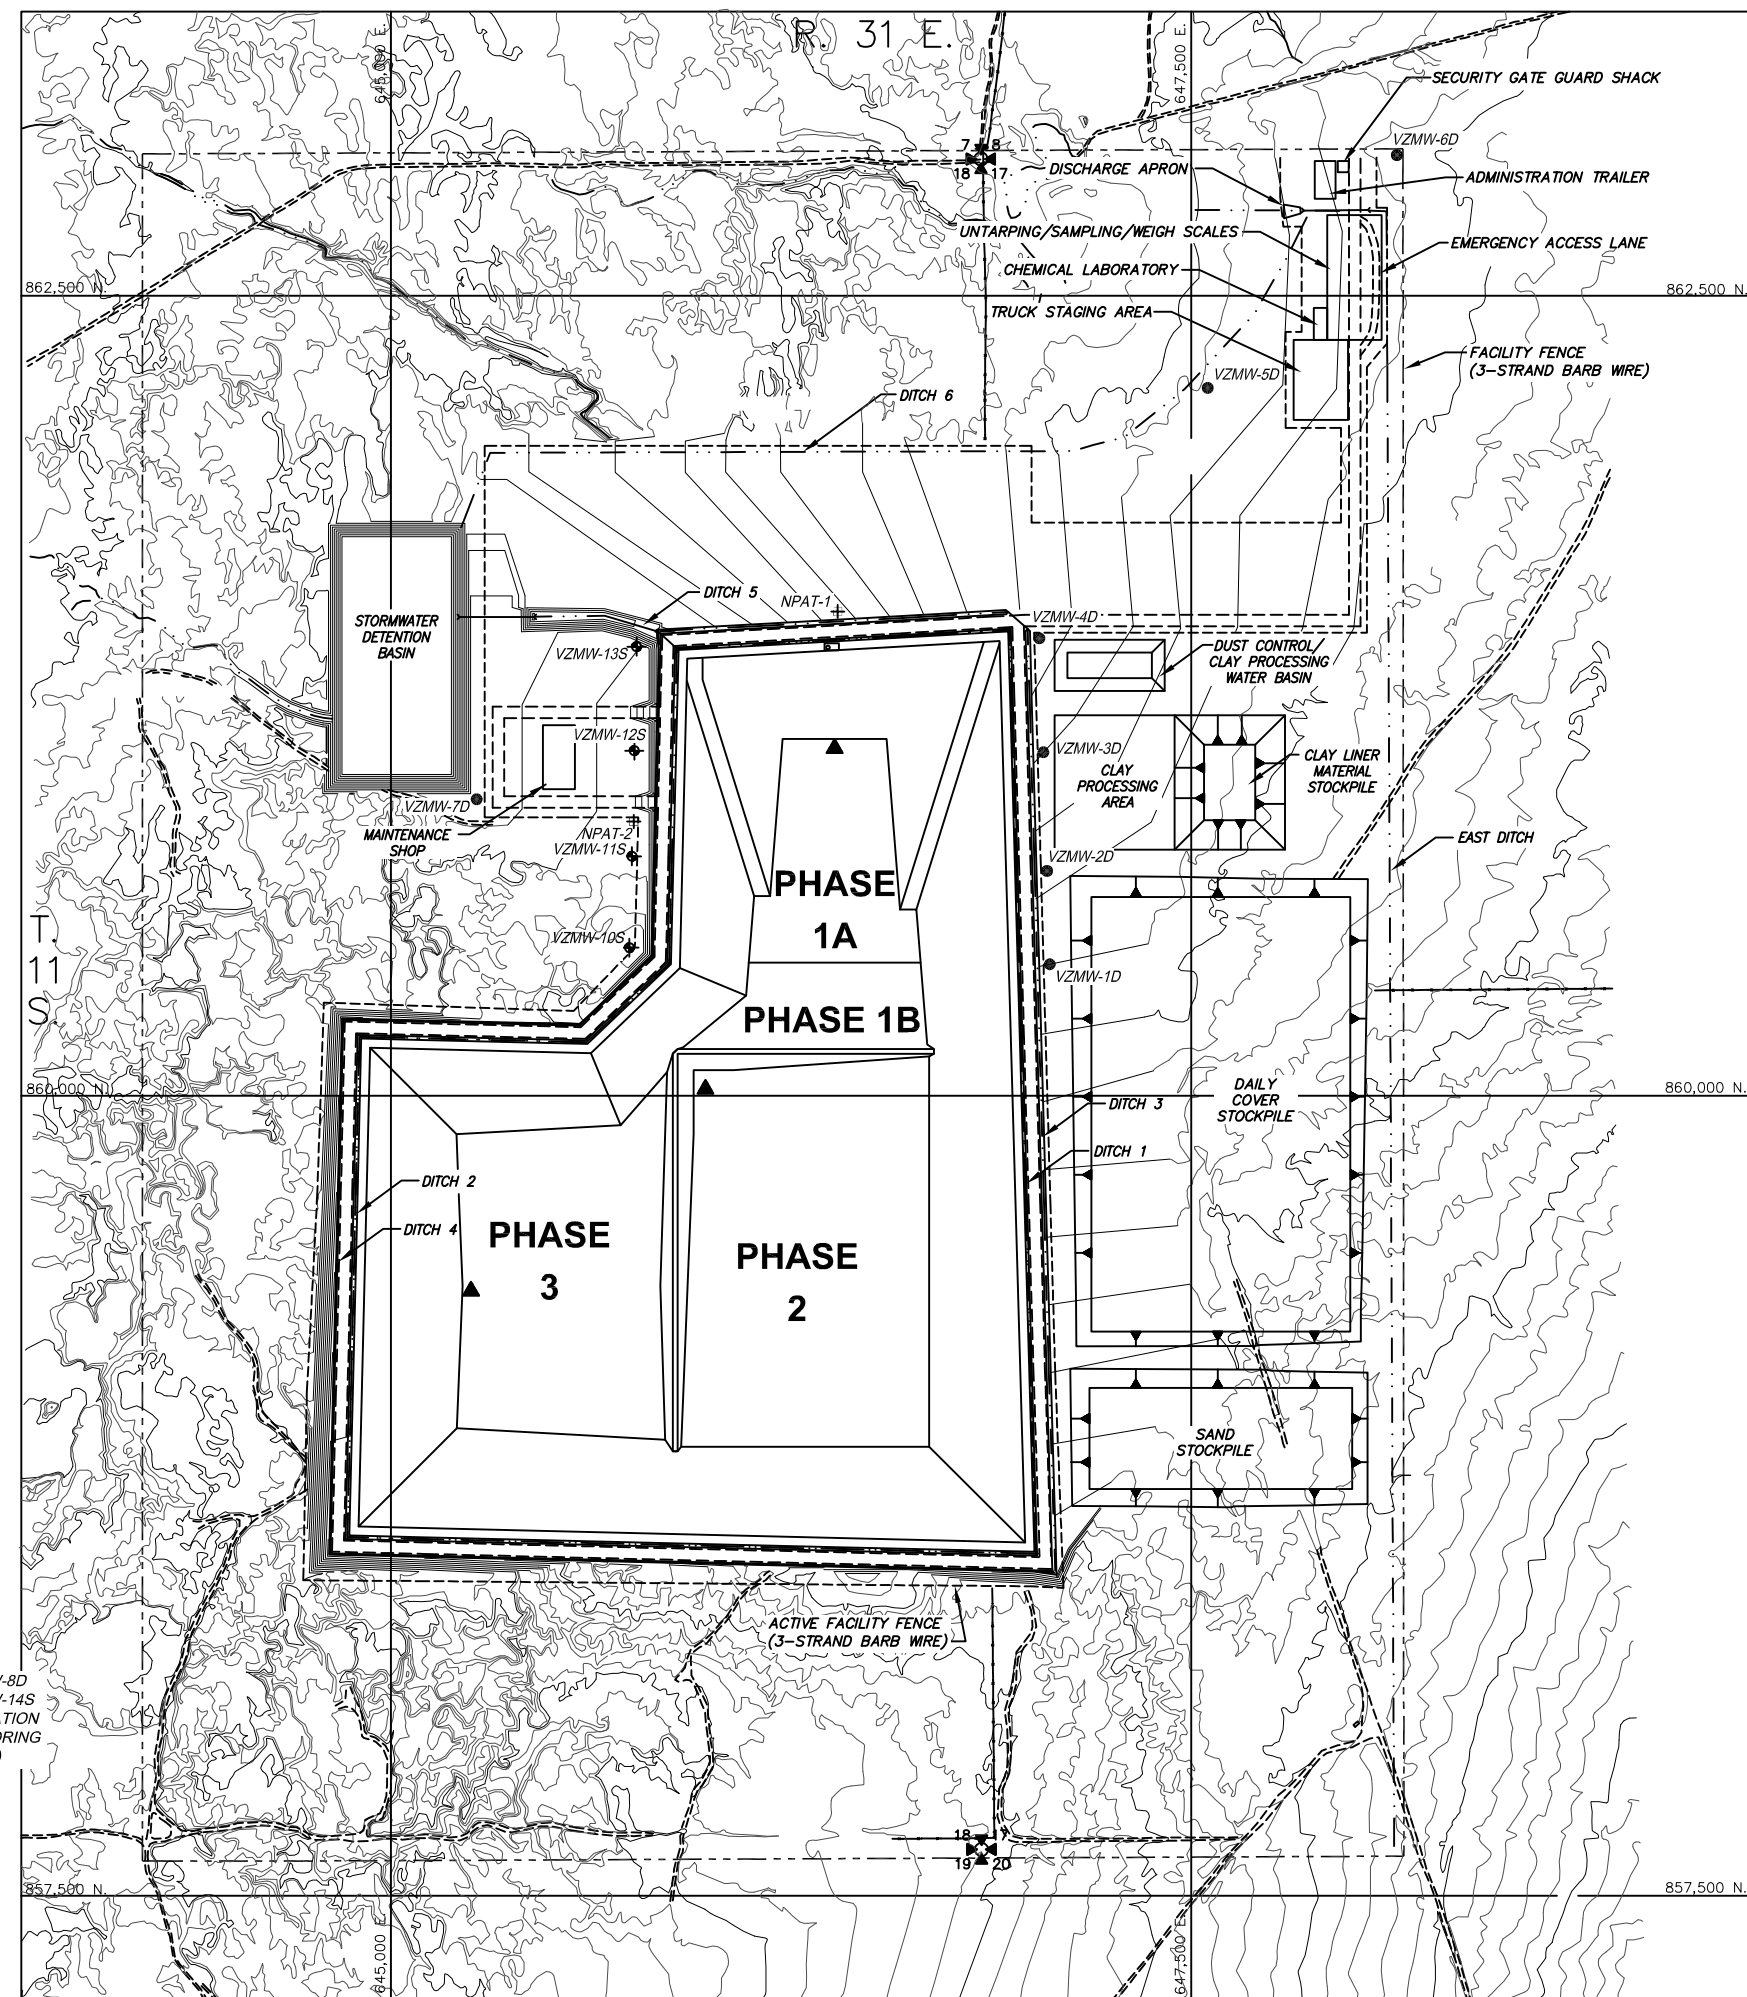 R. 31 E.
645,000 E.
647,500 E.
SECURITY GATE GUARD SHACK
VZMW-6D
7 8
18 17
DISCHARGE APRON
ADMINISTRATION TRAILER
UNTARPING/SAMPLING/WEIGH SCALES
EMERGENCY ACCESS LANE
CHEMICAL LABORATORY
862,500 N.
862,500 N.
TRUCK STAGING AREA
FACILITY FENCE
(3-STRAND BARB WIRE)
VZMW-5D
DITCH 6
DITCH 5
NPAT-1
STORMWATER
DETENTION
BASIN
VZMW-4D
VZMW-13S
DUST CONTROL/
CLAY PROCESSING
WATER BASIN
VZMW-12S
VZMW-3D
CLAY
PROCESSING
AREA
CLAY LINER
MATERIAL
STOCKPILE
VZMW-7D
MAINTENANCE
SHOP
NPAT-2
VZMW-11S
EAST DITCH
VZMW-2D
PHASE
1A
T.
11
S.
VZMW-10S
VZMW-1D
PHASE 1B
860,000 N.
860,000 N.
DAILY
COVER
STOCKPILE
DITCH 3
DITCH 1
DITCH 2
DITCH 4
PHASE
3
PHASE
2
SAND
STOCKPILE
ACTIVE FACILITY FENCE
(3-STRAND BARB WIRE)
-8D
-14S
ATION
ORING
18 17
19 20
857,500 N.
857,500 N.
645,000 E.
647,500 E.